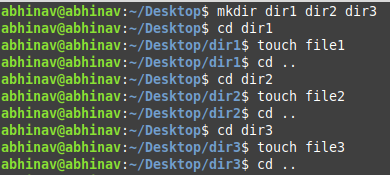 abhinav@abhinav:~/Desktop$ mkdir dir1 dir2 dir3
abhinav@abhinav:~/Desktop$ cd dir1
abhinav@abhinav:~/Desktop/dir1$ touch file1
abhinav@abhinav:~/Desktop/dir1$ cd ..
abhinav@abhinav:~/Desktop$ cd dir2
abhinav@abhinav:~/Desktop/dir2$ touch file2
abhinav@abhinav:~/Desktop/dir2$ cd ..
abhinav@abhinav:~/Desktop$ cd dir3
abhinav@abhinav:~/Desktop/dir3$ touch file3
abhinav@abhinav:~/Desktop/dir3$ cd ..